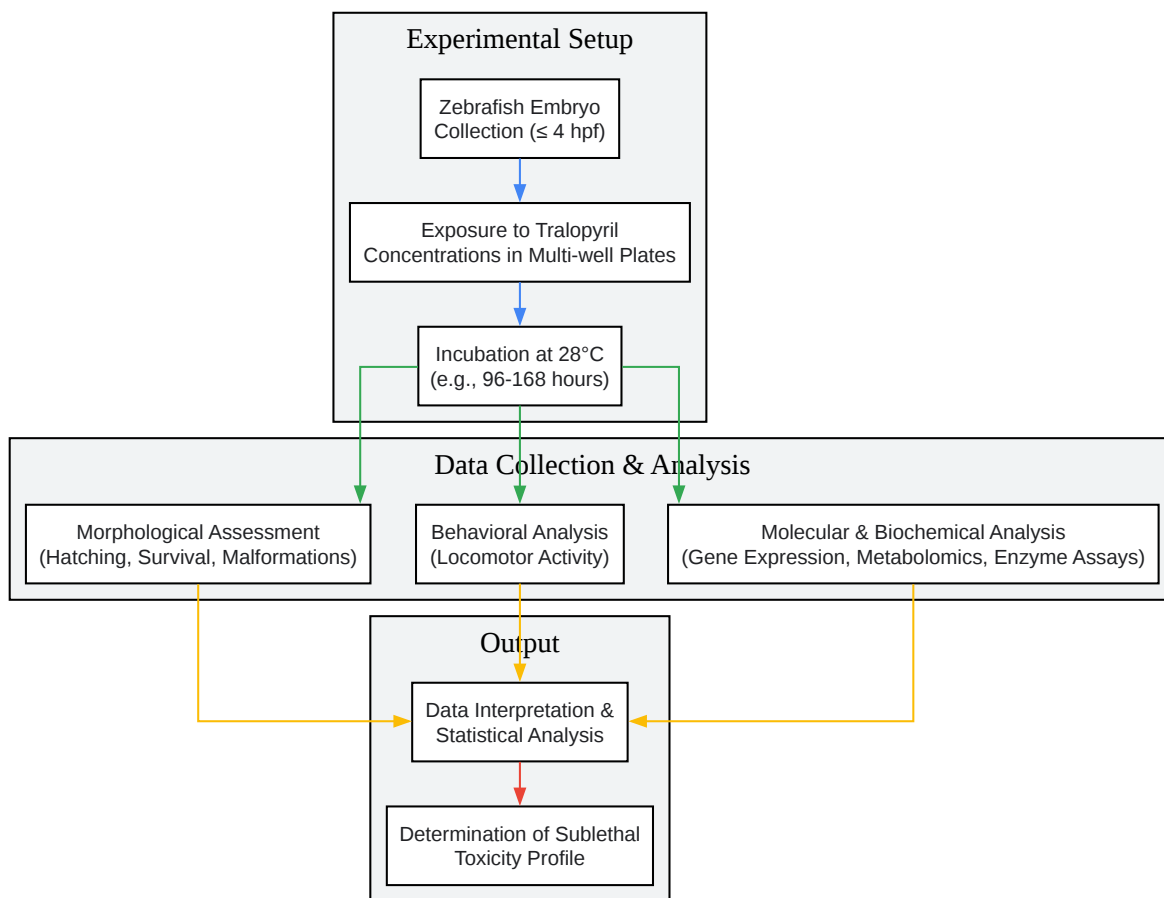 Experimental Setup
Zebrafish Embryo
Collection (≤ 4 hpf)
Exposure to Tralopyril
Concentrations in Multi-well Plates
Incubation at 28°C
(e.g., 96-168 hours)
Data Collection & Analysis
Morphological Assessment
(Hatching, Survival, Malformations)
Behavioral Analysis
(Locomotor Activity)
Molecular & Biochemical Analysis
(Gene Expression, Metabolomics, Enzyme Assays)
Output
Data Interpretation &
Statistical Analysis
Determination of Sublethal
Toxicity Profile